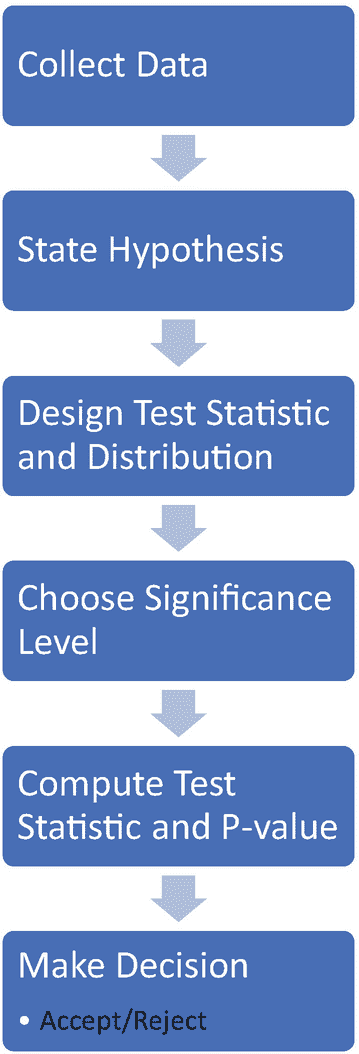 Collect Data
State Hypothesis
Design Test Statistic
and Distribution
Choose Significance
Level
Compute Test
Statistic and P-value
Make Decision
• Accept/Reject